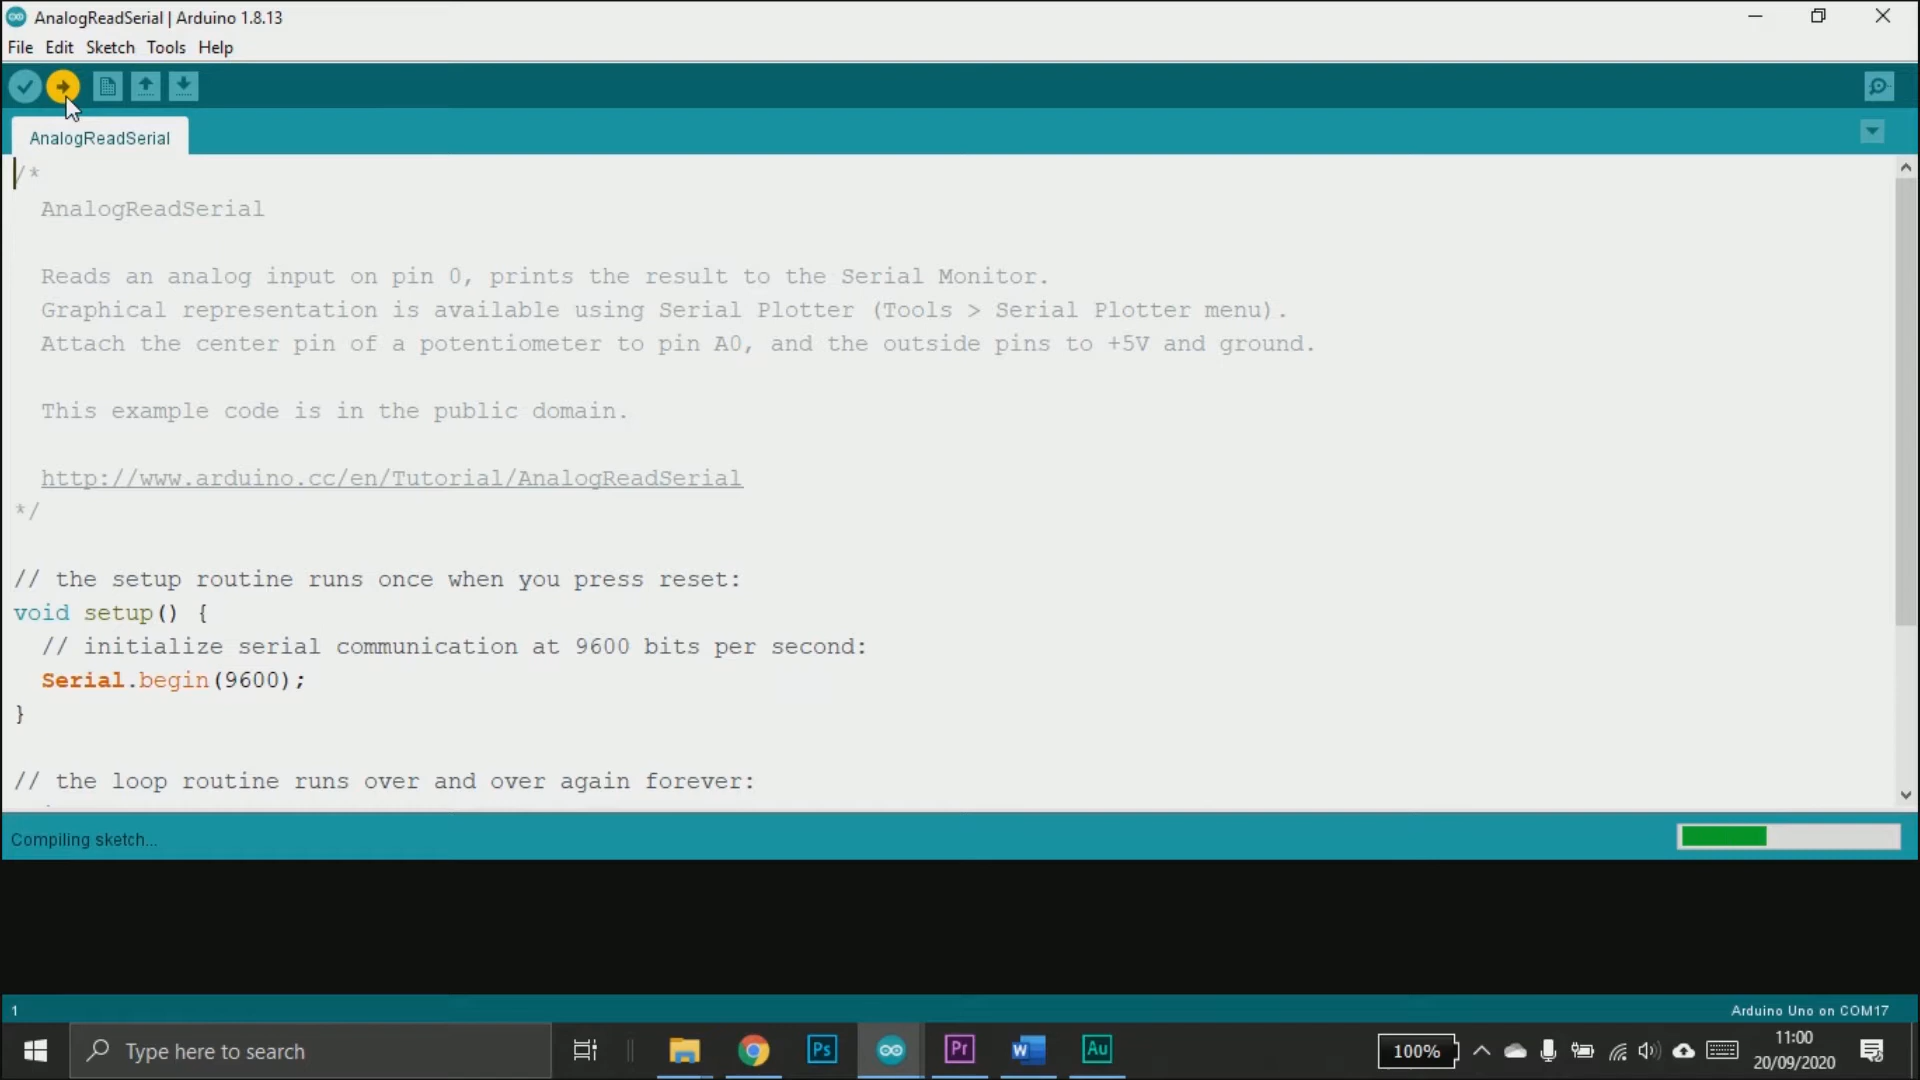 AnalogReadSerial | Arduino 1.8.13
File Edit Sketch Tools Help
AnalogReadSerial
/*
AnalogReadSerial
Reads an analog input on pin 0, prints the result to the Serial Monitor.
Graphical representation is available using Serial Plotter (Tools > Serial Plotter menu).
Attach the center pin of a potentiometer to pin A0, and the outside pins to +5V and ground.
This example code is in the public domain.
http://www.arduino.cc/en/Tutorial/AnalogReadSerial
*/
// the setup routine runs once when you press reset:
void setup() {
// initialize serial communication at 9600 bits per second:
Serial.begin(9600);
}
// the loop routine runs over and over again forever:
Compiling sketch...
1
Arduino Uno on COM17
Type here to search
Ps
Pr
W
Au
100%
11:00
20/09/2020